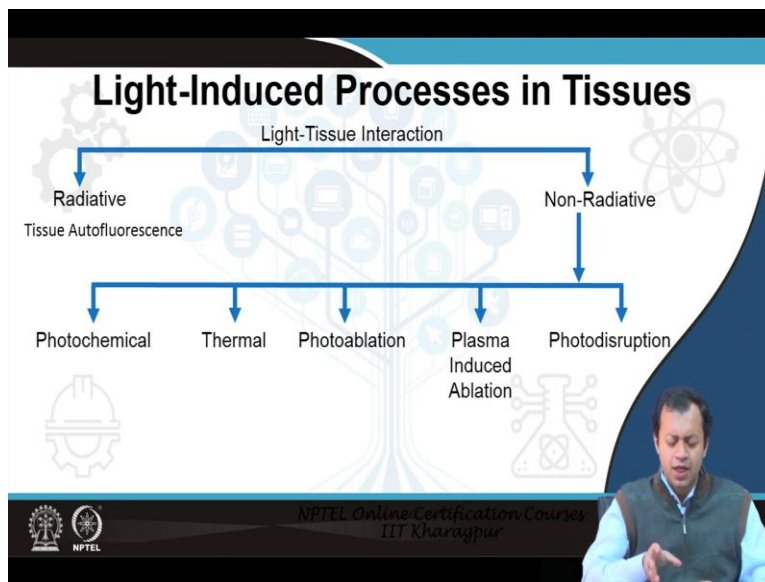 Light-Induced Processes in Tissues
Light-Tissue Interaction
Radiative
Non-Radiative
Tissue Autofluorescence
Photochemical
Thermal
Photoablation
Plasma
Induced
Ablation
Photodisruption
NPTEL Online Certification Courses
IIT Kharagpur
NPTEL